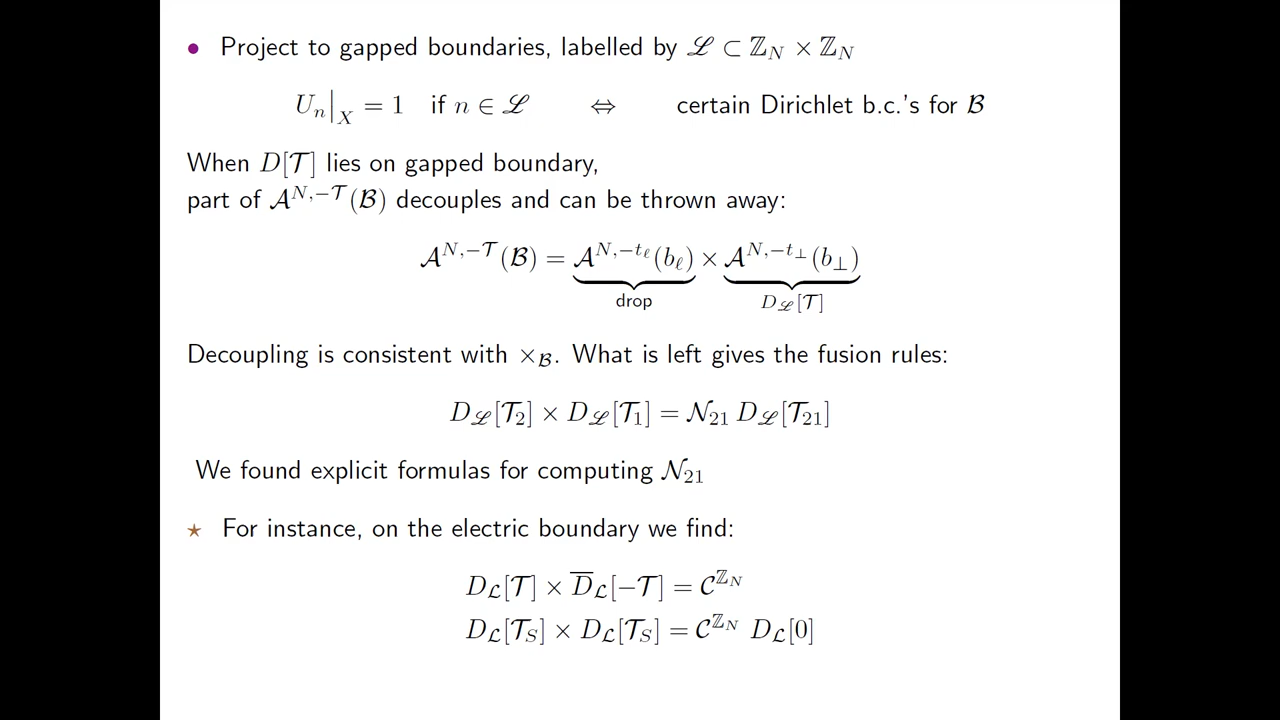 • Project to gapped boundaries, labelled by ℒ ⊂ ℤ_N × ℤ_N
U_n|_X = 1 if n ∈ ℒ ⇔ certain Dirichlet b.c.'s for ℬ
When D[𝒯] lies on gapped boundary,
part of 𝒜^{N,−𝒯}(ℬ) decouples and can be thrown away:
𝒜^{N,−𝒯}(ℬ) = 𝒜^{N,−t_ℓ}(b_ℓ) × 𝒜^{N,−t_⊥}(b_⊥)
drop D_ℒ[𝒯]
Decoupling is consistent with ×_ℬ. What is left gives the fusion rules:
D_ℒ[𝒯_2] × D_ℒ[𝒯_1] = 𝒩_{21} D_ℒ[𝒯_{21}]
We found explicit formulas for computing 𝒩_{21}
⋆ For instance, on the electric boundary we find:
D_ℒ[𝒯] × D̅_ℒ[−𝒯] = 𝒞^{ℤ_N}
D_ℒ[𝒯_S] × D_ℒ[𝒯_S] = 𝒞^{ℤ_N} D_ℒ[0]